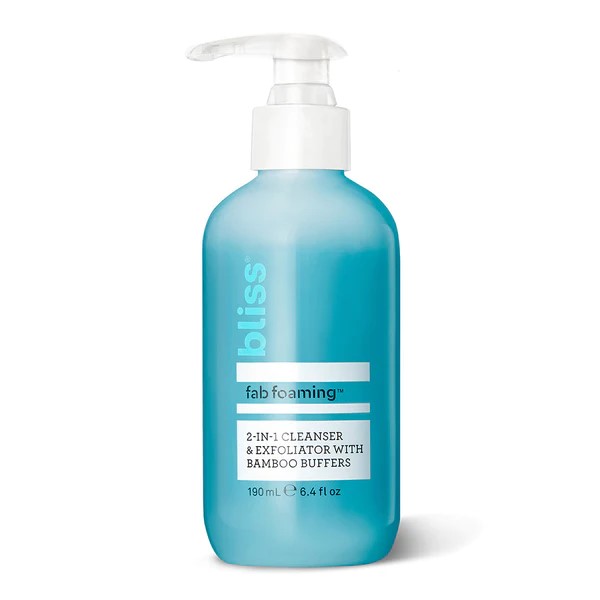 bliss®
fab foaming™
2-IN-1 CLEANSER
& EXFOLIATOR WITH
BAMBOO BUFFERS
190 mL ℮ 6.4 fl oz